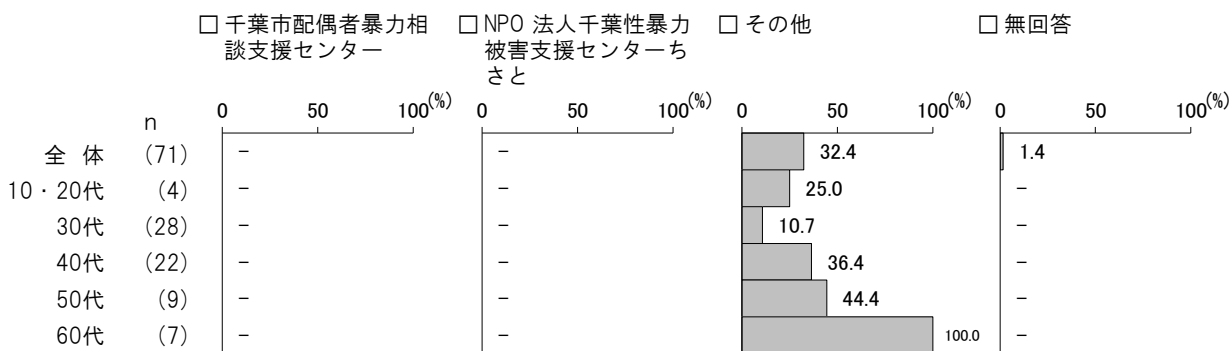 □ 千葉市配偶者暴力相談支援センター
□ NPO 法人千葉性暴力被害支援センターちさと
□ その他
□ 無回答
0 50 100(%) 0 50 100(%) 0 50 100(%) 0 50 100(%)
n
全 体 (71) − − 32.4 1.4
10・20代 (4) − − 25.0 −
30代 (28) − − 10.7 −
40代 (22) − − 36.4 −
50代 (9) − − 44.4 −
60代 (7) − − 100.0 −